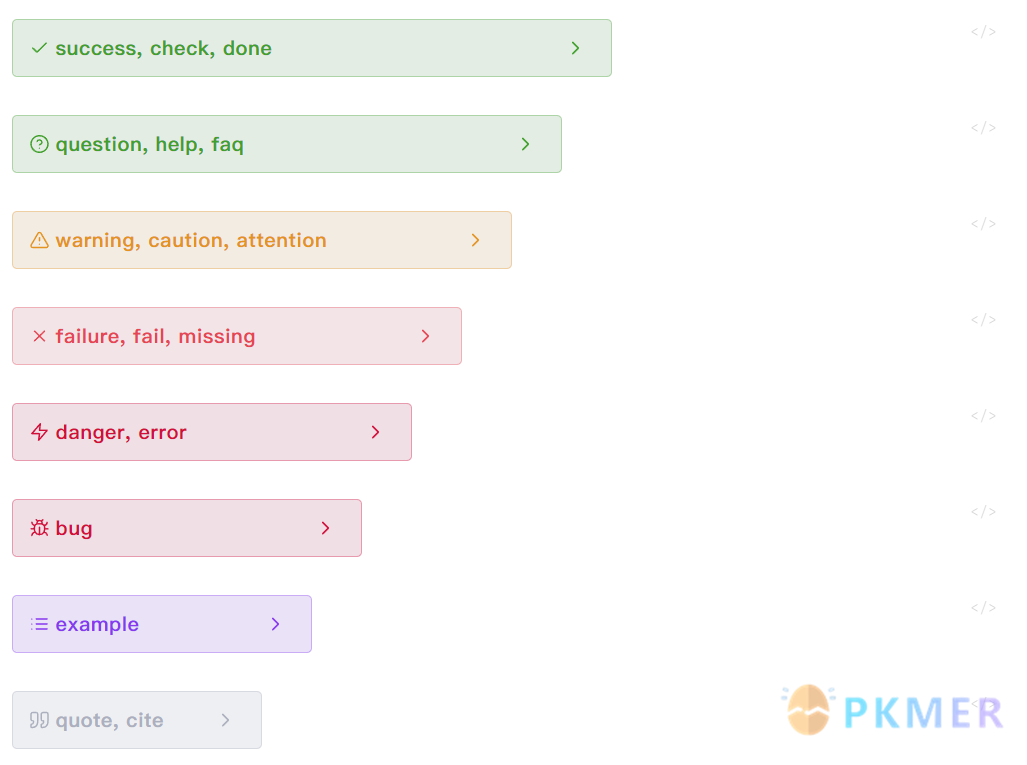 success, check, done
</>
question, help, faq
</>
warning, caution, attention
</>
failure, fail, missing
</>
danger, error
</>
bug
</>
example
</>
quote, cite
</>
PKMER